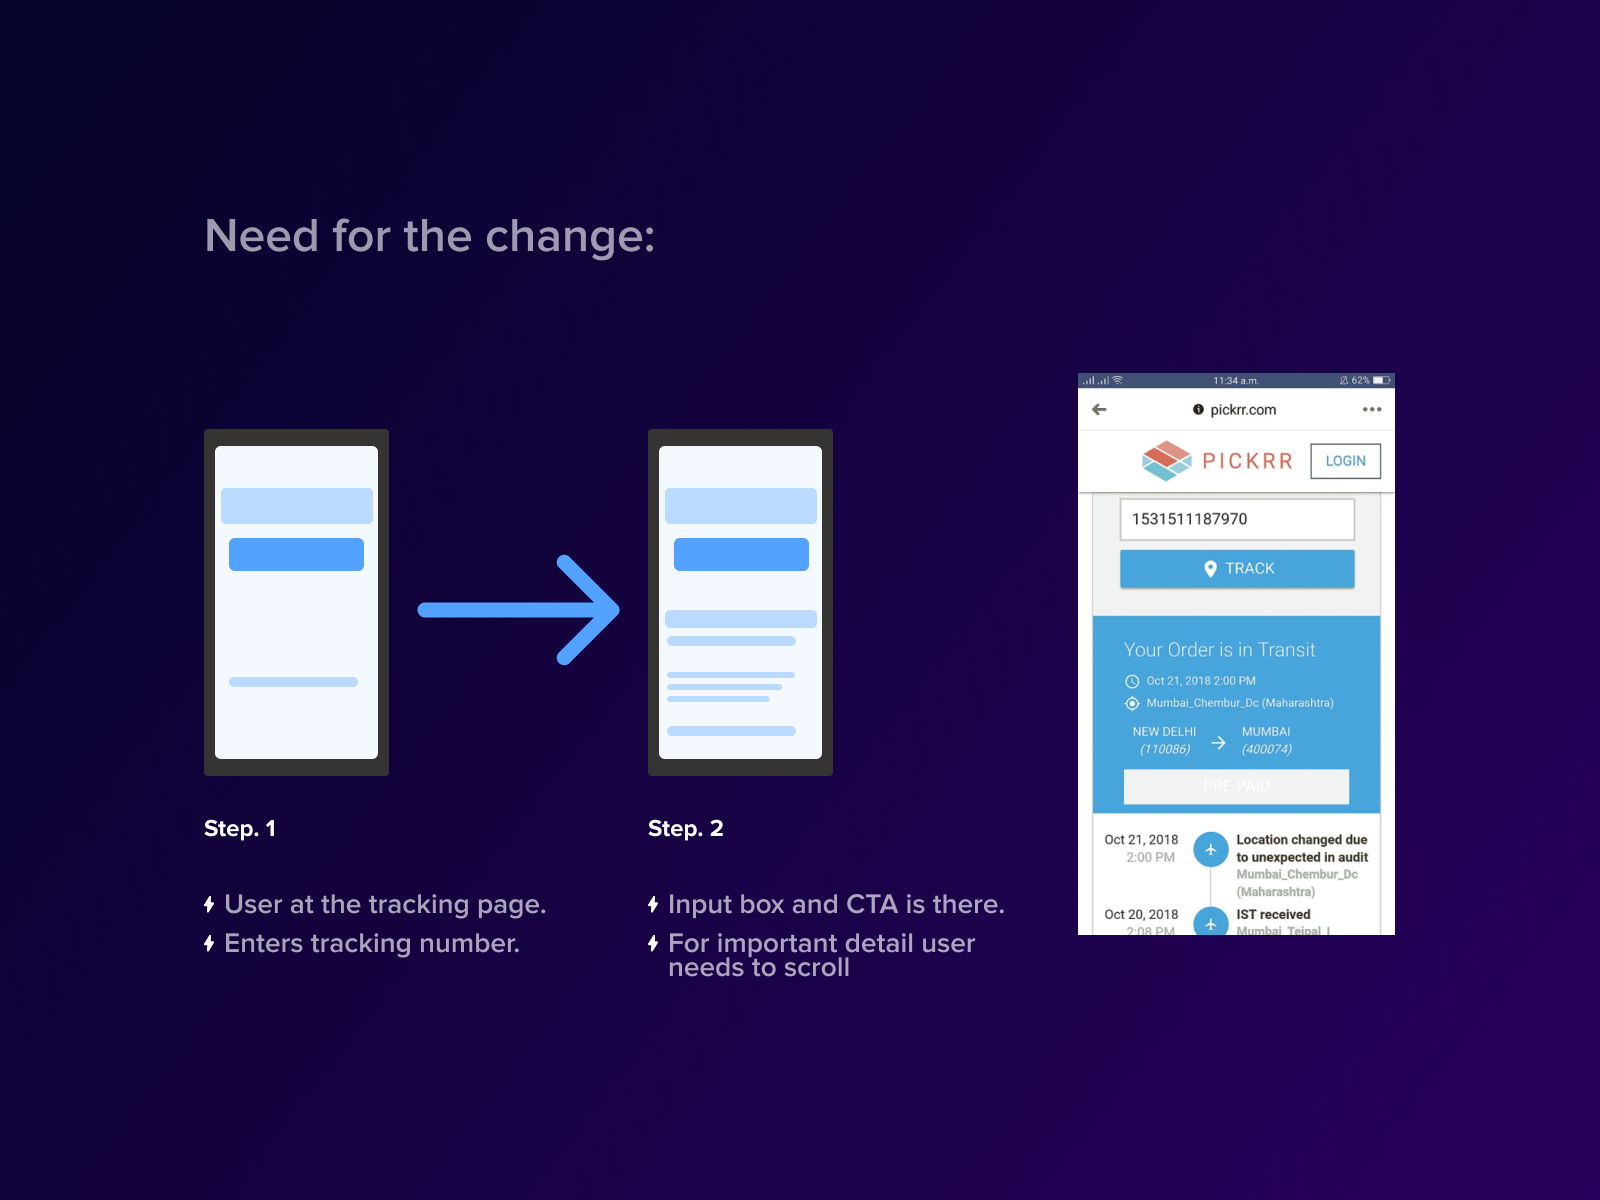 Need for the change:
Step. 1
User at the tracking page.
Enters tracking number.
Step. 2
Input box and CTA is there.
For important detail user
needs to scroll
11:34 a.m.
62%
pickrr.com
PICKRR
LOGIN
1531511187970
TRACK
Your Order is in Transit
Oct 21, 2018 2:00 PM
Mumbai_Chembur_Dc (Maharashtra)
NEW DELHI
(110086)
MUMBAI
(400074)
PRE-PAID
Oct 21, 2018
2:00 PM
Location changed due
to unexpected in audit
Mumbai_Chembur_Dc
(Maharashtra)
Oct 20, 2018
2:08 PM
IST received